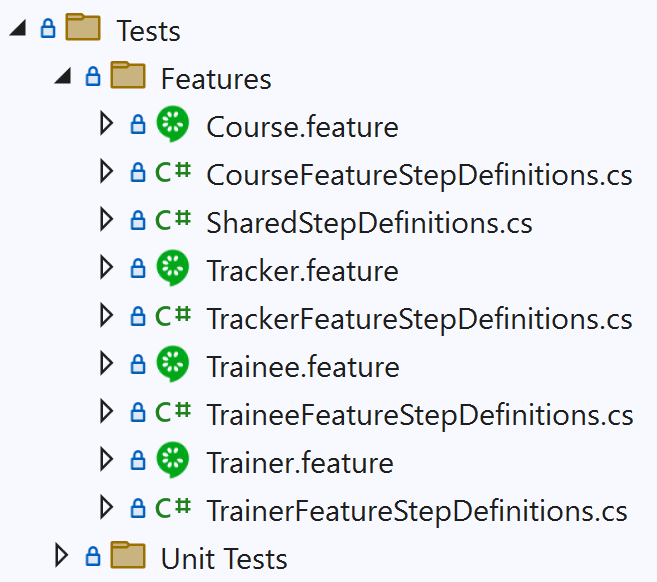 Tests
Features
Course.feature
C# CourseFeatureStepDefinitions.cs
C# SharedStepDefinitions.cs
Tracker.feature
C# TrackerFeatureStepDefinitions.cs
Trainee.feature
C# TraineeFeatureStepDefinitions.cs
Trainer.feature
C# TrainerFeatureStepDefinitions.cs
Unit Tests